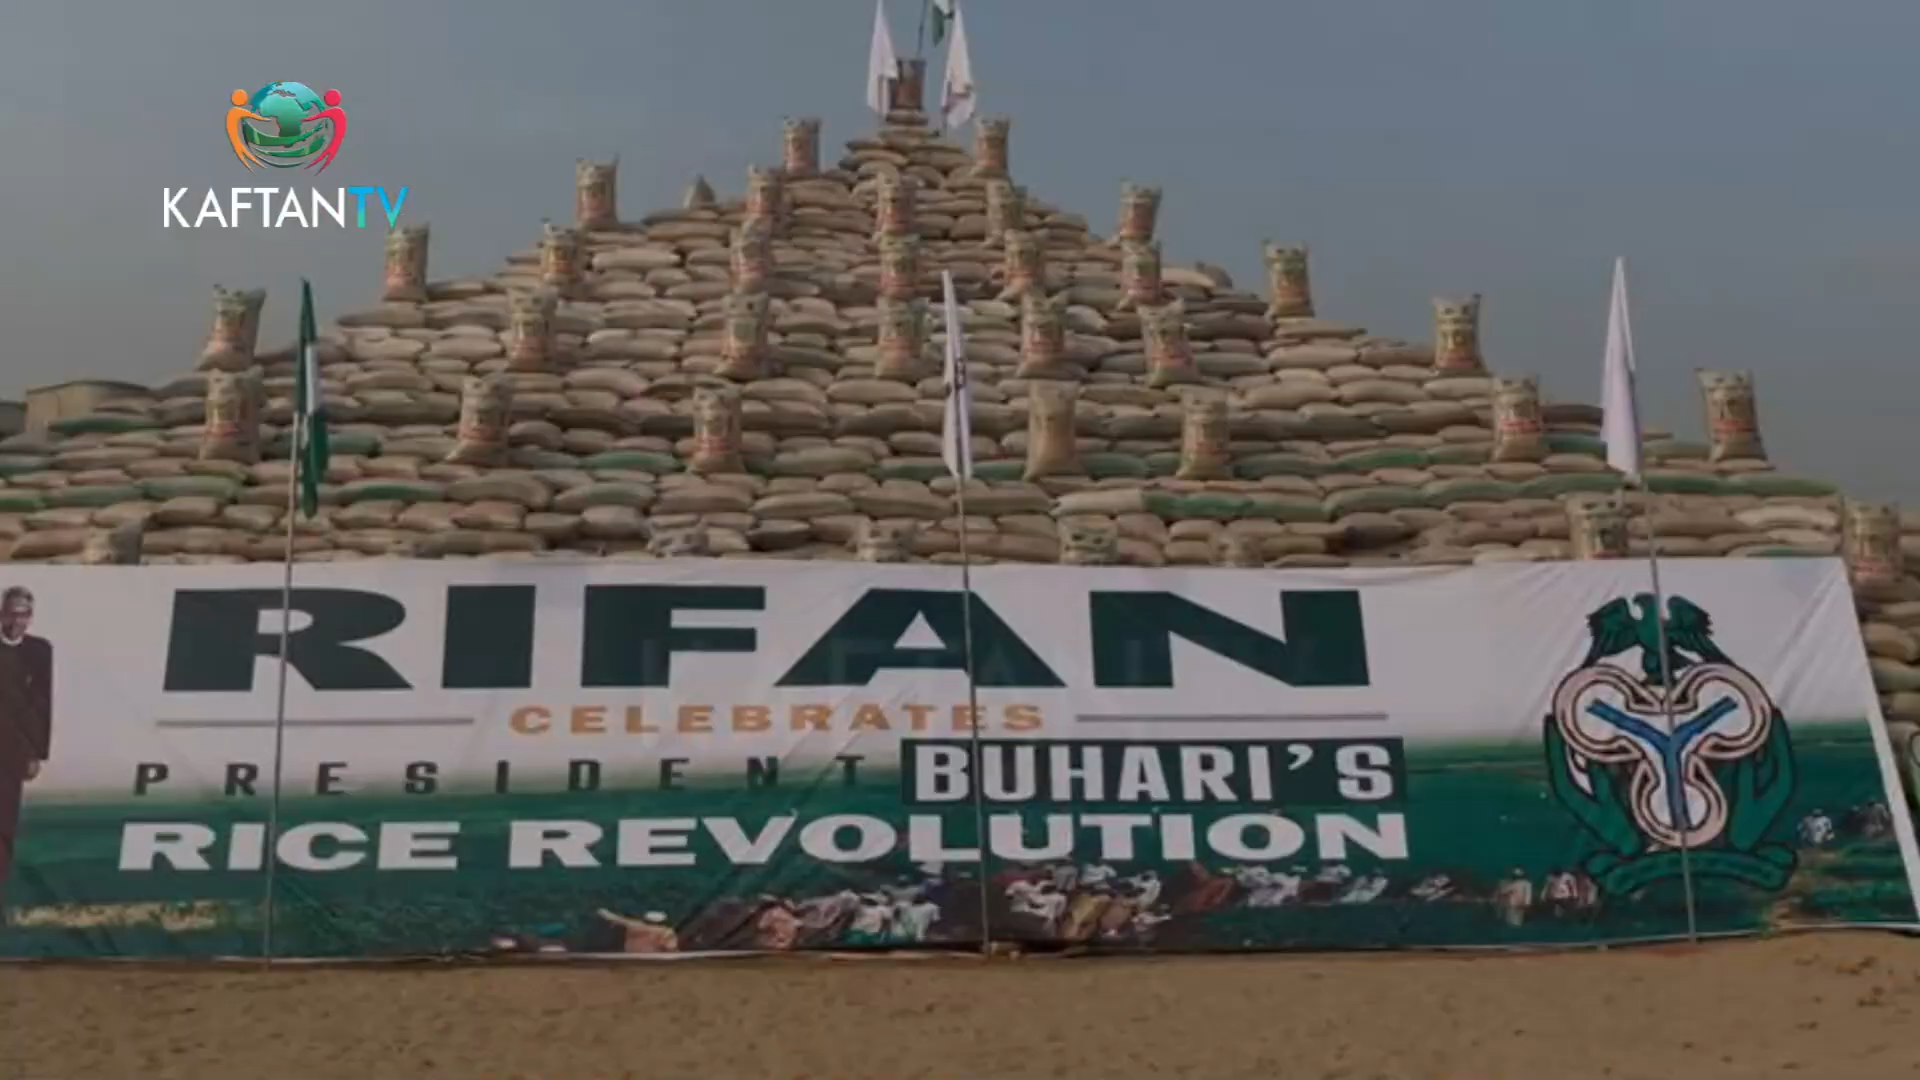 KAFTANTV
RIFAN
CELEBRATES
PRESIDENT BUHARI'S
RICE REVOLUTION